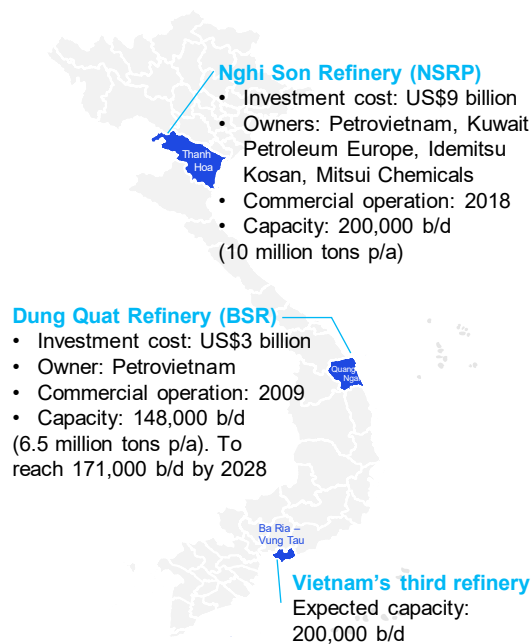 Nghi Son Refinery (NSRP)
• Investment cost: US$9 billion
• Owners: Petrovietnam, Kuwait
Petroleum Europe, Idemitsu
Kosan, Mitsui Chemicals
• Commercial operation: 2018
• Capacity: 200,000 b/d
(10 million tons p/a)
Thanh
Hoa
Dung Quat Refinery (BSR)
• Investment cost: US$3 billion
• Owner: Petrovietnam
• Commercial operation: 2009
• Capacity: 148,000 b/d
(6.5 million tons p/a). To
reach 171,000 b/d by 2028
Quang
Ngai
Ba Ria –
Vung Tau
Vietnam's third refinery
Expected capacity:
200,000 b/d